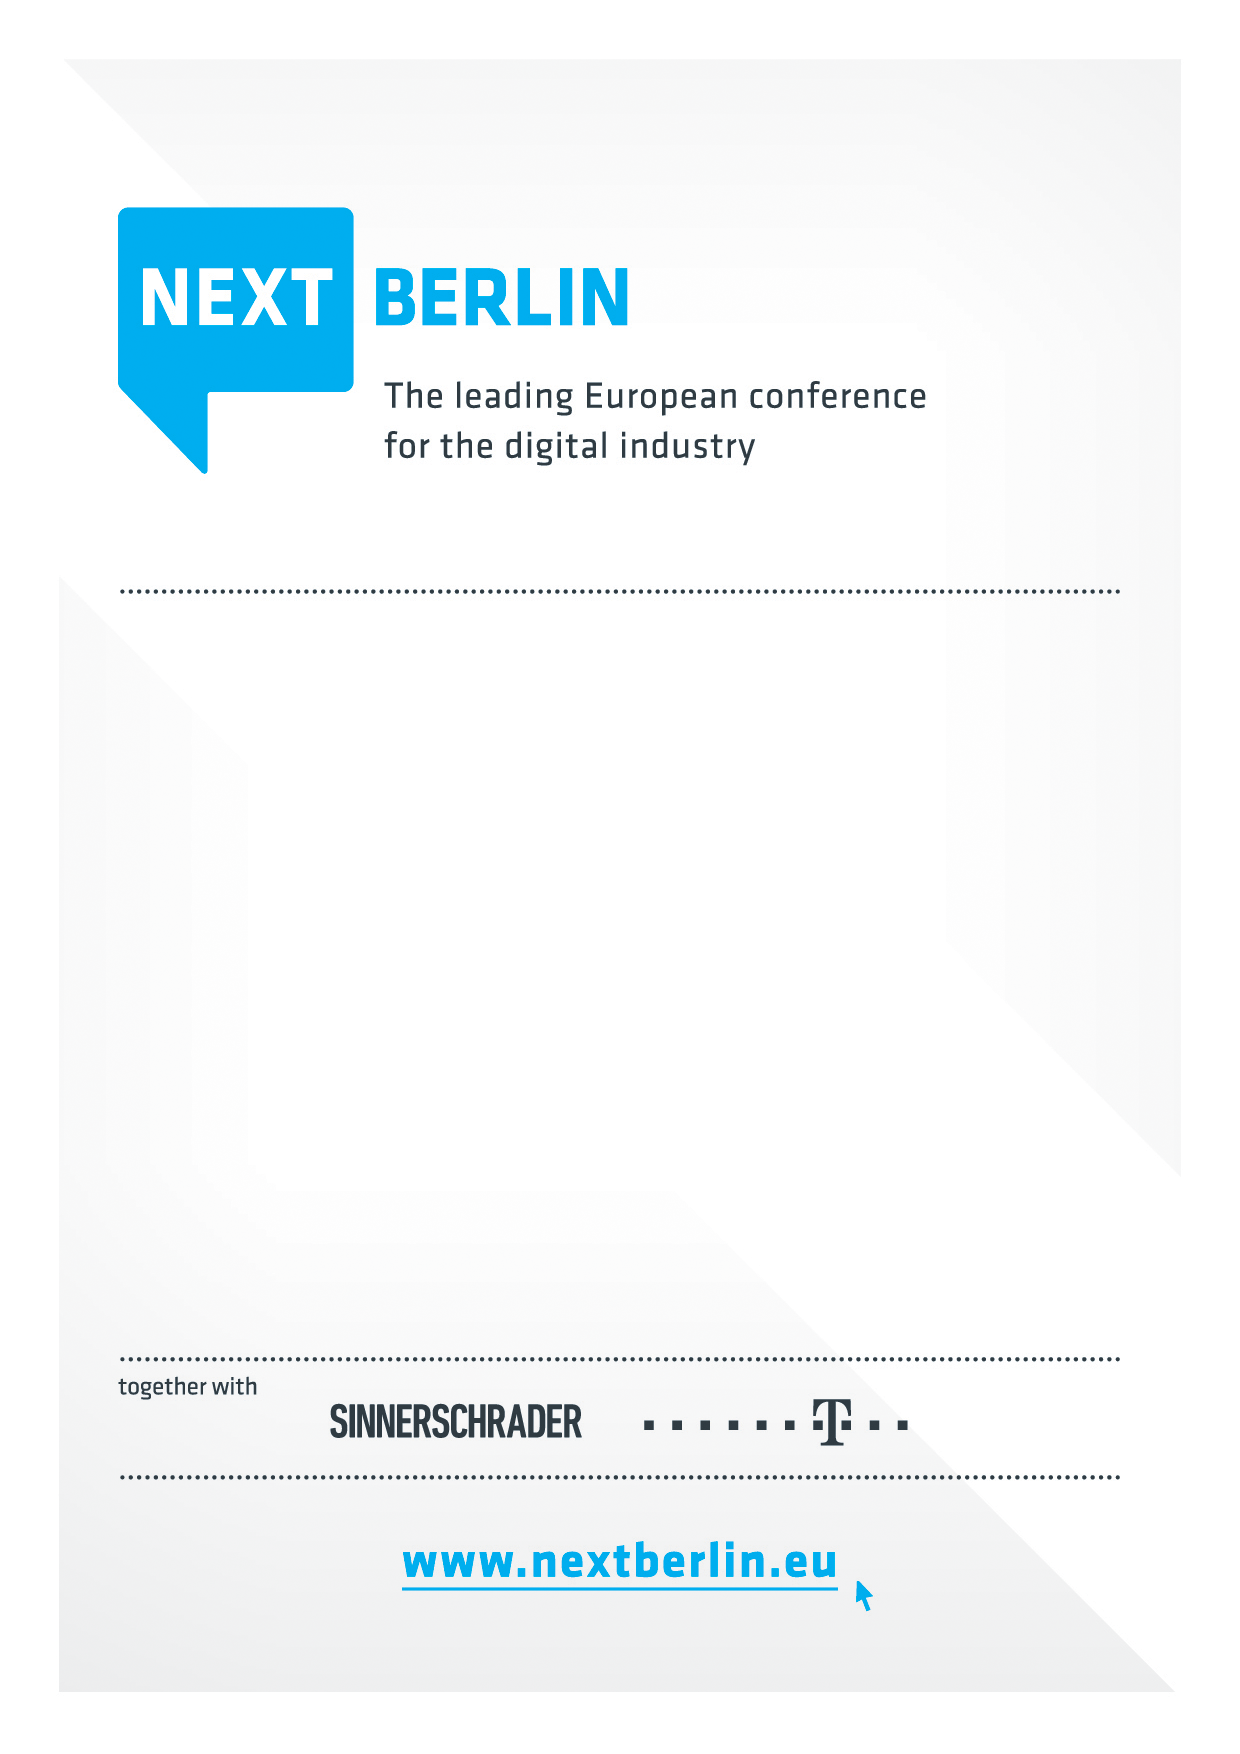 NEXT BERLIN
The leading European conference
for the digital industry
together with
SINNERSCHRADER
T
www.nextberlin.eu